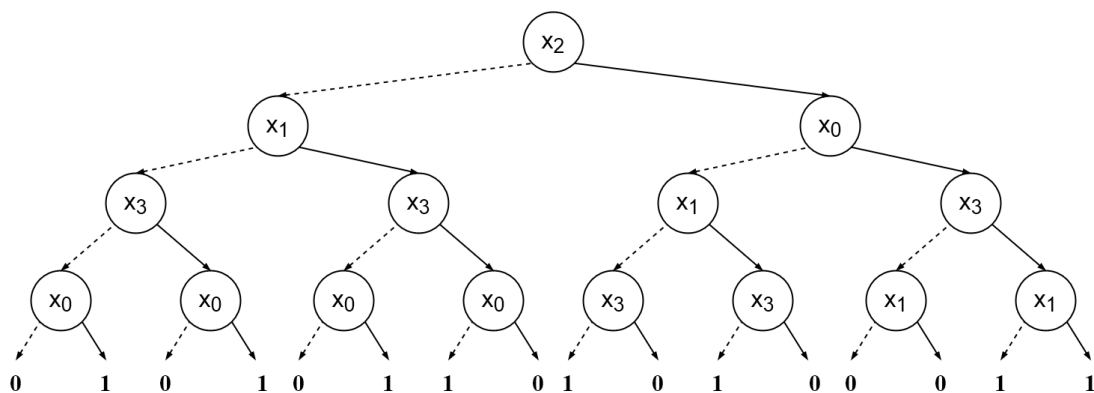 x₂
x₁ x₀
x₃ x₃ x₁ x₃
x₀ x₀ x₀ x₀ x₃ x₃ x₁ x₁
0 1 0 1 0 1 1 0 1 0 1 0 0 0 1 1